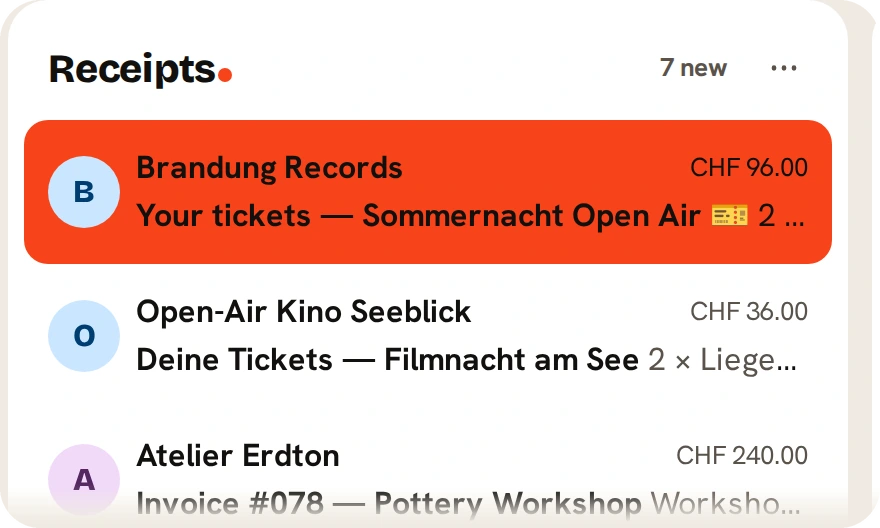 Receipts.
7 new ...
B
Brandung Records
CHF 96.00
Your tickets — Sommernacht Open Air 🎫 2 ...
O
Open-Air Kino Seeblick
CHF 36.00
Deine Tickets — Filmnacht am See 2 × Liege...
A
Atelier Erdton
CHF 240.00
Invoice #078 — Pottery Workshop Worksho...